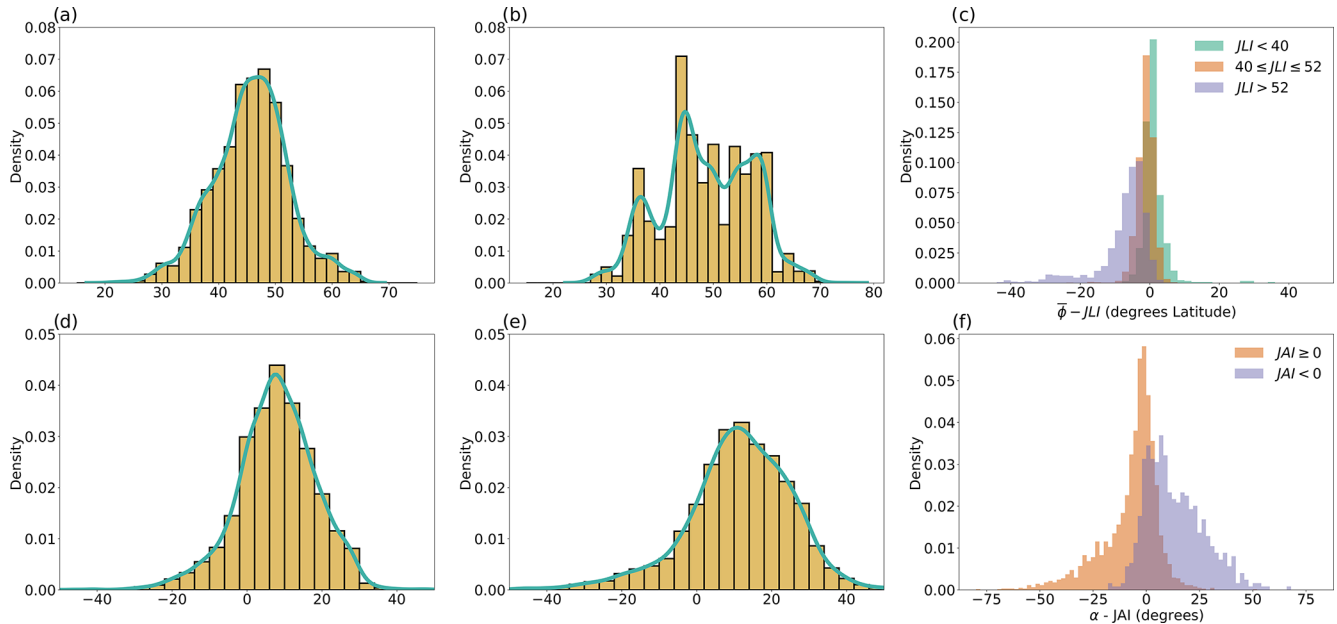 (a)
0.08
0.07
0.06
0.05
0.04
0.03
0.02
0.01
0.00
Density
20 30 40 50 60 70
(b)
0.08
0.07
0.06
0.05
0.04
0.03
0.02
0.01
0.00
Density
20 30 40 50 60 70 80
(c)
0.200
0.175
0.150
0.125
0.100
0.075
0.050
0.025
0.000
Density
JLI < 40
40 ≤ JLI ≤ 52
JLI > 52
−40 −20 0 20 40
ϕ̅ − JLI (degrees Latitude)
(d)
0.05
0.04
0.03
0.02
0.01
0.00
Density
−40 −20 0 20 40
(e)
0.05
0.04
0.03
0.02
0.01
0.00
Density
−40 −20 0 20 40
(f)
0.06
0.05
0.04
0.03
0.02
0.01
0.00
Density
JAI ≥ 0
JAI < 0
−75 −50 −25 0 25 50 75
α - JAI (degrees)